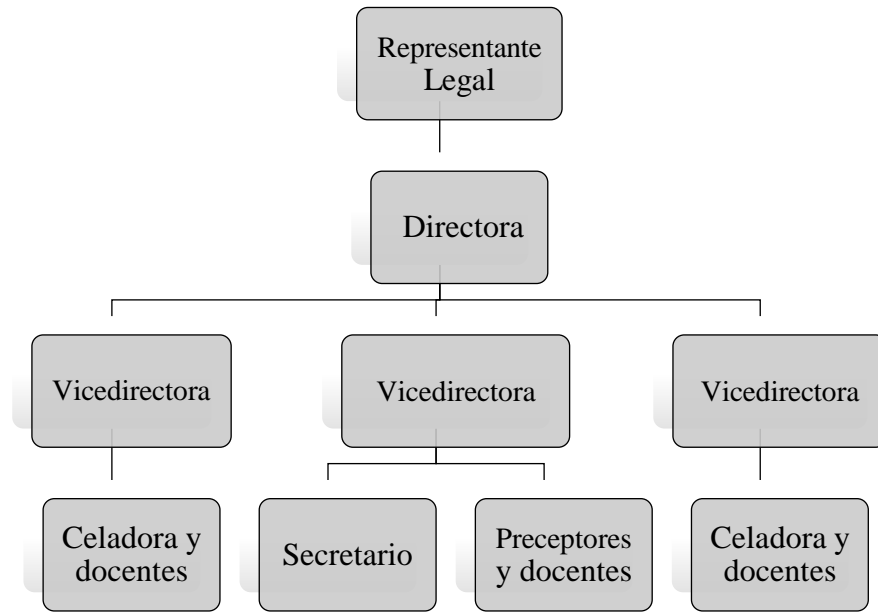 Representante
Legal
Directora
Vicedirectora
Vicedirectora
Vicedirectora
Celadora y
docentes
Secretario
Preceptores
y docentes
Celadora y
docentes